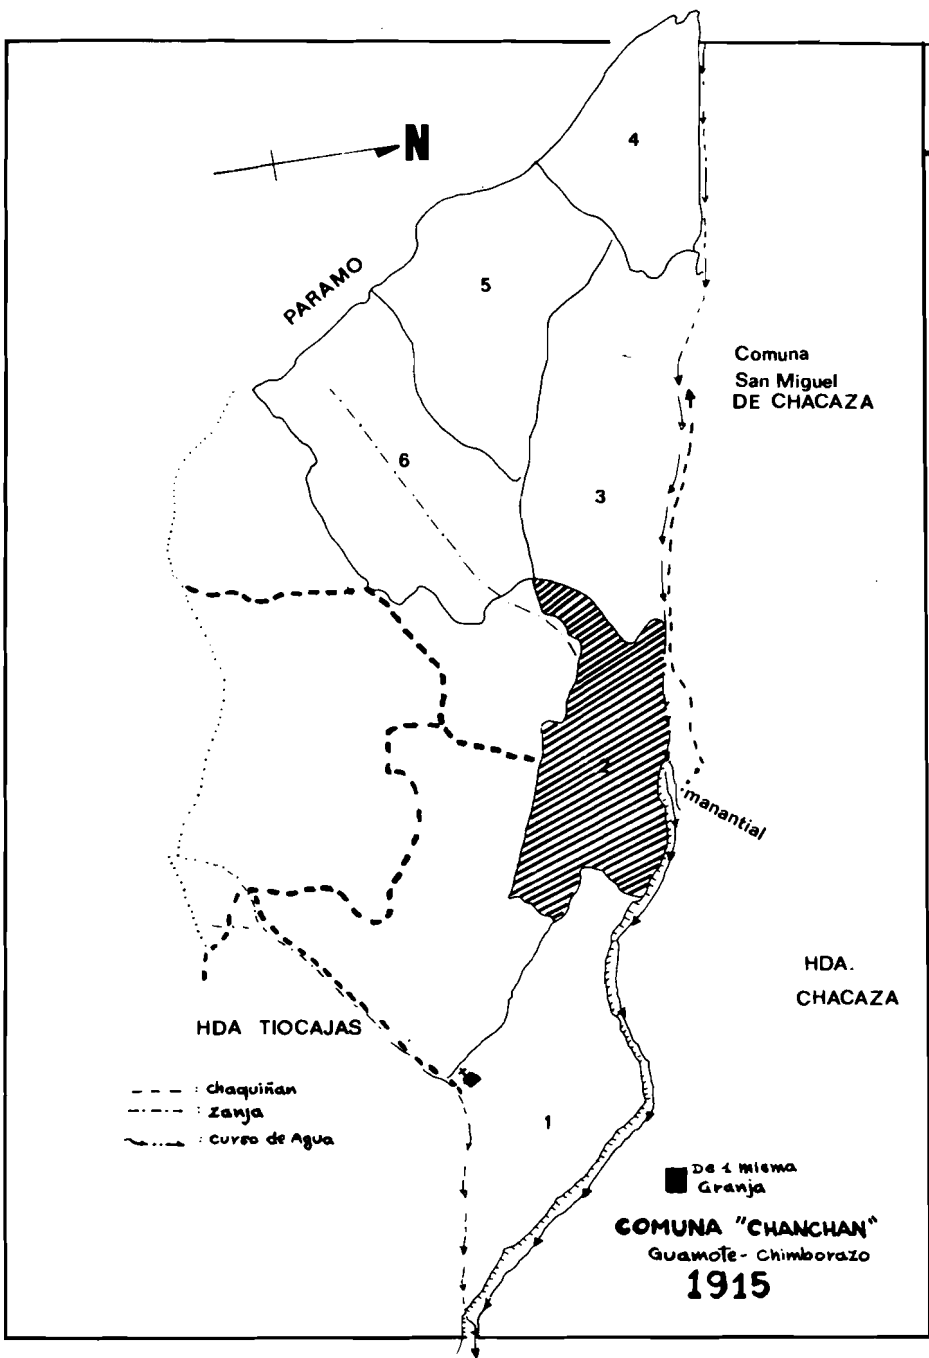 N
4
5
PARAMO
Comuna
San Miguel
DE CHACAZA
6
3
2
manantial
HDA.
CHACAZA
HDA TIOCAJAS
: chaquiñan
: zanja
: curso de Agua
1
De 1 misma
Granja
COMUNA "CHANCHAN"
Guamote - Chimborazo
1915